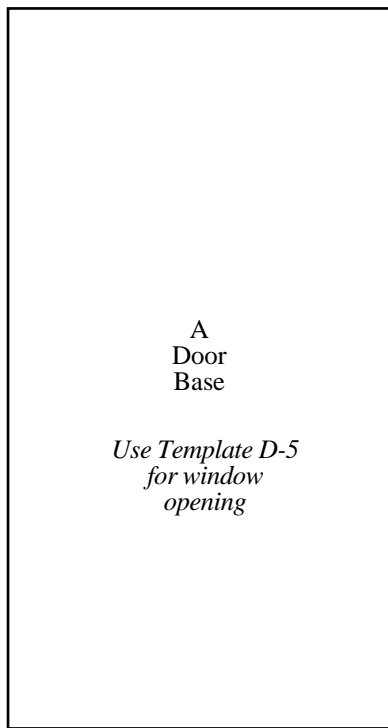 A
Door
Base
Use Template D-5
for window
opening